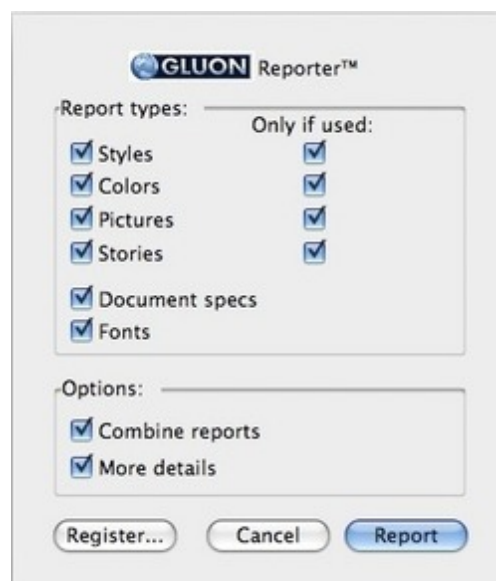 GLUON Reporter™
Report types:
Only if used:
Styles
Colors
Pictures
Stories
Document specs
Fonts
Options:
Combine reports
More details
Register... Cancel Report